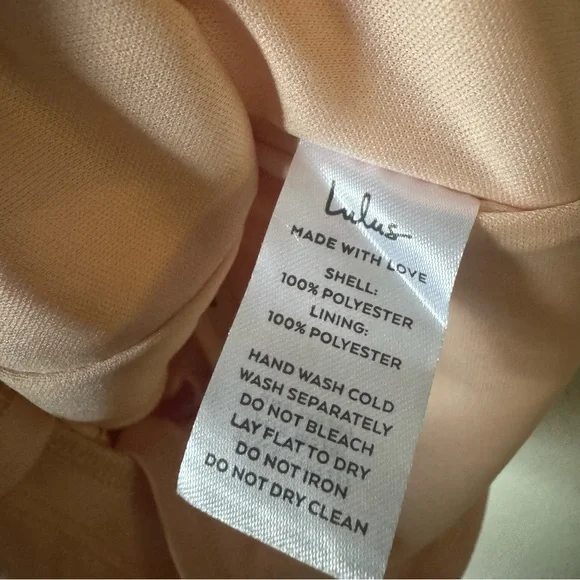 Lulus
MADE WITH LOVE
SHELL:
100% POLYESTER
LINING:
100% POLYESTER
HAND WASH COLD
WASH SEPARATELY
DO NOT BLEACH
LAY FLAT TO DRY
DO NOT IRON
DO NOT DRY CLEAN